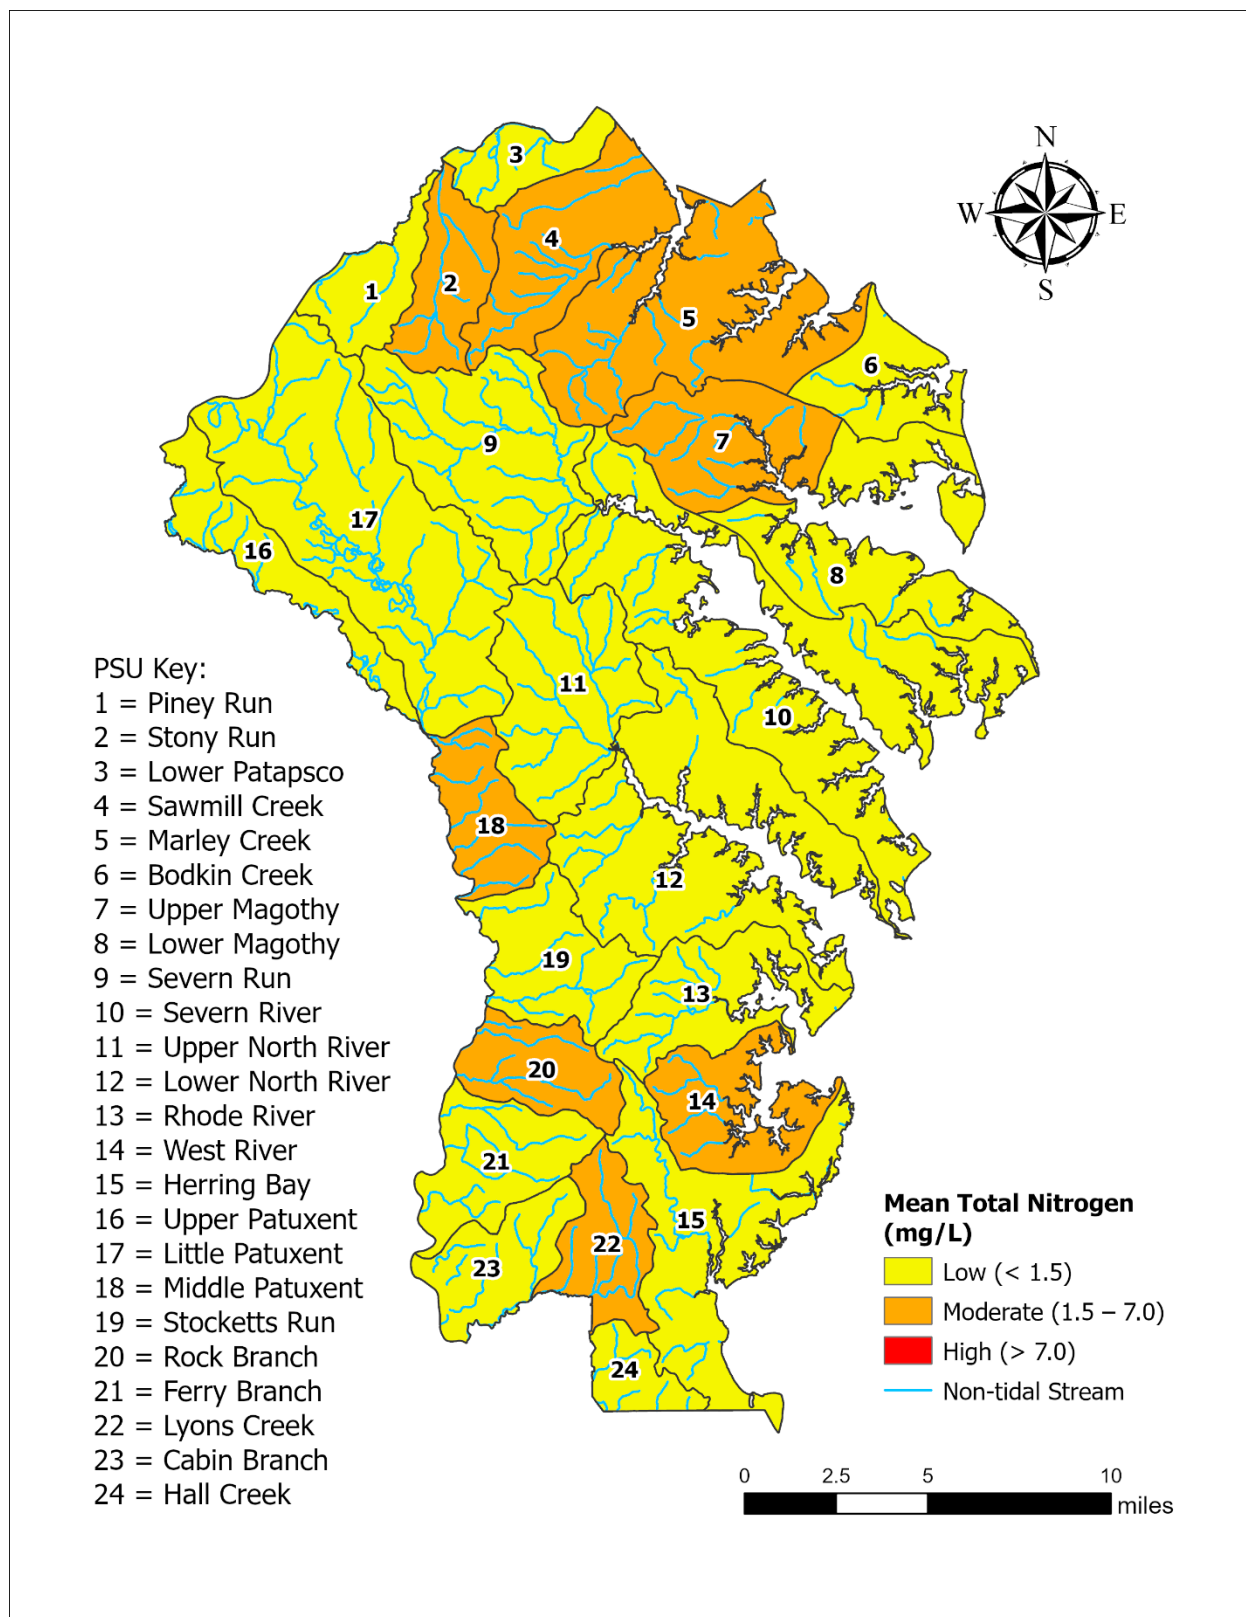 N
W
E
S
3
4
2
1
5
6
7
9
17
16
8
11
10
18
12
19
13
20
14
21
15
22
23
24
PSU Key:
1 = Piney Run
2 = Stony Run
3 = Lower Patapsco
4 = Sawmill Creek
5 = Marley Creek
6 = Bodkin Creek
7 = Upper Magothy
8 = Lower Magothy
9 = Severn Run
10 = Severn River
11 = Upper North River
12 = Lower North River
13 = Rhode River
14 = West River
15 = Herring Bay
16 = Upper Patuxent
17 = Little Patuxent
18 = Middle Patuxent
19 = Stocketts Run
20 = Rock Branch
21 = Ferry Branch
22 = Lyons Creek
23 = Cabin Branch
24 = Hall Creek
Mean Total Nitrogen
(mg/L)
Low (< 1.5)
Moderate (1.5 – 7.0)
High (> 7.0)
Non-tidal Stream
0 2.5 5 10
miles